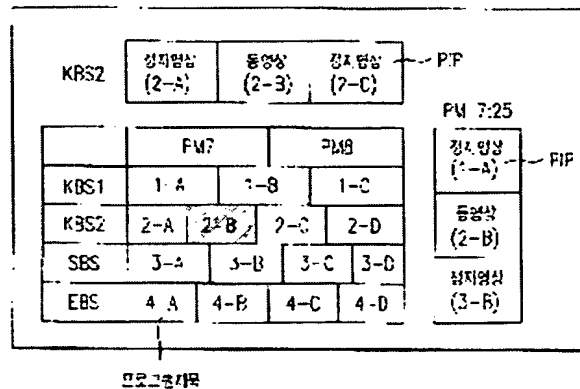 정지영상 동영상 정지영상
KBS2 (2-A) (2-B) (2-C) PIP
PM 7:25
PM7 PM8
정지영상
(1-A) PIP
KBS1 1-A 1-B 1-C
KBS2 2-A 2-B 2-C 2-D
동영상
(2-B)
SBS 3-A 3-B 3-C 3-D
정지영상
(3-B)
EBS 4-A 4-B 4-C 4-D
프로그램제목